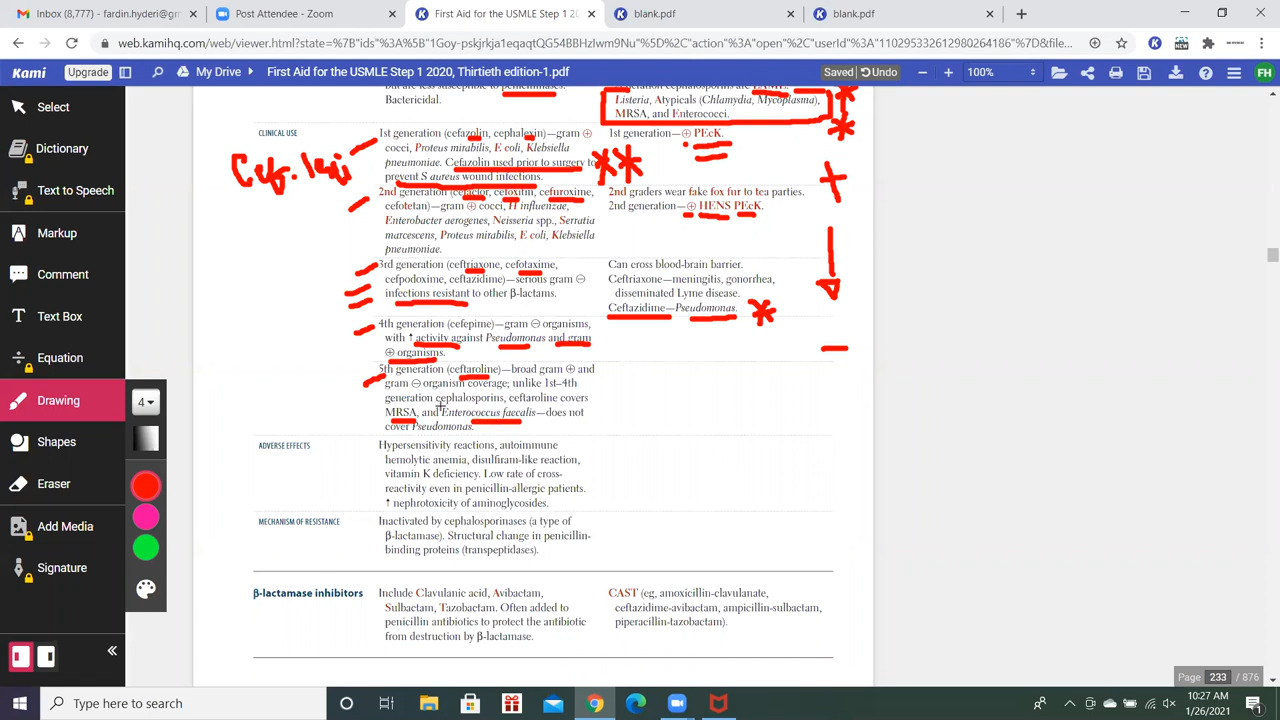 Inbox (8,777) - fardin.hyderi@gm
Post Attendee - Zoom
First Aid for the USMLE Step 1 20
blank.pdf
blank.pdf
web.kamihq.com/web/viewer.html?state=%7B"ids"%3A%5B"1Goy-pskjrkja1eqaqtQG54BBHzlwm9Nu"%5D%2C"action"%3A"open"%2C"userId"%3A"110295332612980264186"%7D&file...
NEW
Kami
Upgrade
My Drive
First Aid for the USMLE Step 1 2020, Thirtieth edition-1.pdf
Saved
Undo
100%
FH
Select
Dictionary
Text to Speech
Markup
Comment
Text Box
Equation
Drawing
Shapes
Eraser
Add Media
Signature
4
but are less susceptible to penicillinases.
Bactericidal.
generation cephalosporins are LAME:
Listeria, Atypicals (Chlamydia, Mycoplasma),
MRSA, and Enterococci.
CLINICAL USE
1st generation (cefazolin, cephalexin)—gram ⊕
cocci, Proteus mirabilis, E coli, Klebsiella
pneumoniae. Cefazolin used prior to surgery to
prevent S aureus wound infections.
1st generation—⊕ PEcK.
2nd generation (cefaclor, cefoxitin, cefuroxime,
cefotetan)—gram ⊕ cocci, H influenzae,
Enterobacter aerogenes, Neisseria spp., Serratia
marcescens, Proteus mirabilis, E coli, Klebsiella
pneumoniae.
2nd graders wear fake fox fur to tea parties.
2nd generation—⊕ HENS PEcK.
3rd generation (ceftriaxone, cefotaxime,
cefpodoxime, ceftazidime)—serious gram ⊖
infections resistant to other β-lactams.
Can cross blood-brain barrier.
Ceftriaxone—meningitis, gonorrhea,
disseminated Lyme disease.
Ceftazidime—Pseudomonas.
4th generation (cefepime)—gram ⊖ organisms,
with ↑ activity against Pseudomonas and gram
⊕ organisms.
5th generation (ceftaroline)—broad gram ⊕ and
gram ⊖ organism coverage; unlike 1st–4th
generation cephalosporins, ceftaroline covers
MRSA, and Enterococcus faecalis—does not
cover Pseudomonas.
ADVERSE EFFECTS
Hypersensitivity reactions, autoimmune
hemolytic anemia, disulfiram-like reaction,
vitamin K deficiency. Low rate of cross-
reactivity even in penicillin-allergic patients.
↑ nephrotoxicity of aminoglycosides.
MECHANISM OF RESISTANCE
Inactivated by cephalosporinases (a type of
β-lactamase). Structural change in penicillin-
binding proteins (transpeptidases).
β-lactamase inhibitors
Include Clavulanic acid, Avibactam,
Sulbactam, Tazobactam. Often added to
penicillin antibiotics to protect the antibiotic
from destruction by β-lactamase.
CAST (eg, amoxicillin-clavulanate,
ceftazidime-avibactam, ampicillin-sulbactam,
piperacillin-tazobactam).
Page 233 / 876
Type here to search
10:27 AM
1/26/2021